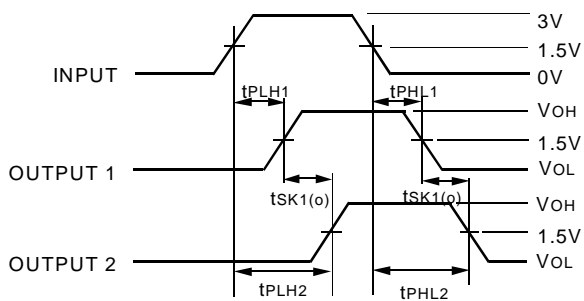 3V
1.5V
INPUT
0V
tPLH1
tPHL1
VOH
1.5V
OUTPUT 1
VOL
tSK1(o)
tSK1(o)
VOH
1.5V
OUTPUT 2
VOL
tPLH2
tPHL2